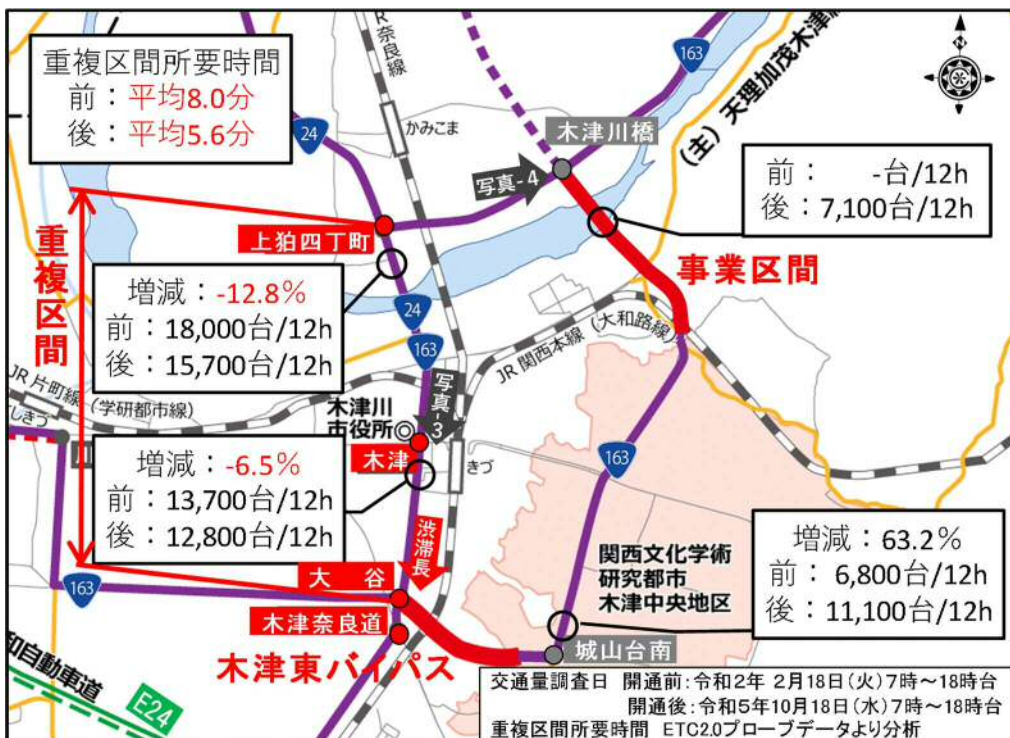 重複区間所要時間
前：平均8.0分
後：平均5.6分
JR奈良線
163
24
かみこま
木津川橋
(主)天理加茂木津線
写真-4
前： -台/12h
後：7,100台/12h
上狛四丁町
事業区間
重複区間
増減：-12.8％
前：18,000台/12h
後：15,700台/12h
24
163
JR関西本線（大和路線）
JR片町線（学研都市線）
木津川
市役所
写真-3
木津
きづ
163
増減：-6.5％
前：13,700台/12h
後：12,800台/12h
渋滞長
関西文化学術
研究都市
木津中央地区
増減：63.2％
前： 6,800台/12h
後：11,100台/12h
163
大 谷
木津奈良道
城山台南
木津東バイパス
和自動車道
E24
交通量調査日 開通前：令和2年 2月18日（火）7時～18時台
開通後：令和5年10月18日（水）7時～18時台
重複区間所要時間 ETC2.0プローブデータより分析